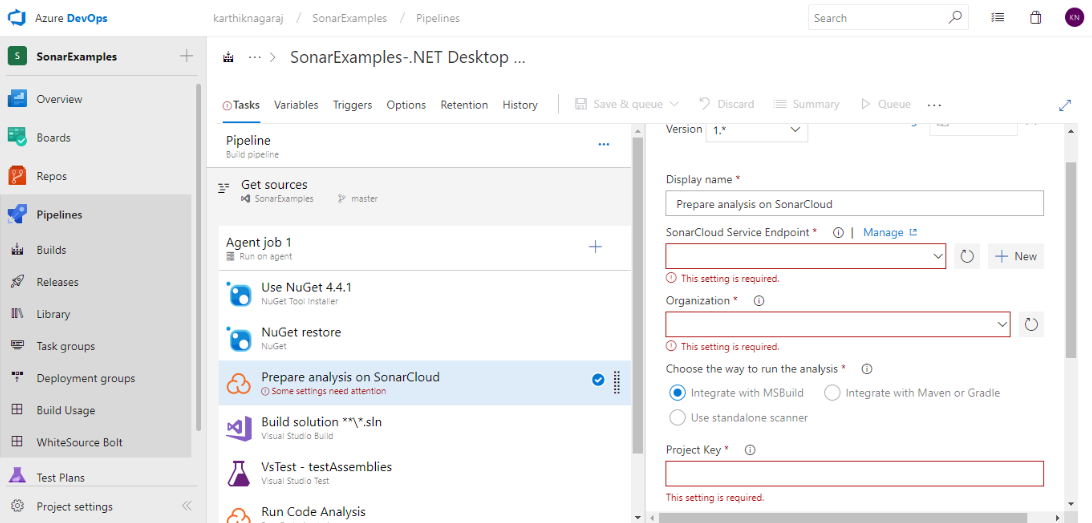 Azure DevOps
karthiknagaraj / SonarExamples / Pipelines
Search
KN
S SonarExamples
Overview
Boards
Repos
Pipelines
Builds
Releases
Library
Task groups
Deployment groups
Build Usage
WhiteSource Bolt
Test Plans
Project settings
··· > SonarExamples-.NET Desktop ...
Tasks Variables Triggers Options Retention History
Save & queue Discard Summary Queue ...
Pipeline
Build pipeline
Get sources
SonarExamples master
Agent job 1
Run on agent
Use NuGet 4.4.1
NuGet Tool Installer
NuGet restore
NuGet
Prepare analysis on SonarCloud
Some settings need attention
Build solution **\*.sln
Visual Studio Build
VsTest - testAssemblies
Visual Studio Test
Run Code Analysis
Version 1.*
Display name *
Prepare analysis on SonarCloud
SonarCloud Service Endpoint * | Manage
New
This setting is required.
Organization *
This setting is required.
Choose the way to run the analysis *
Integrate with MSBuild Integrate with Maven or Gradle
Use standalone scanner
Project Key *
This setting is required.